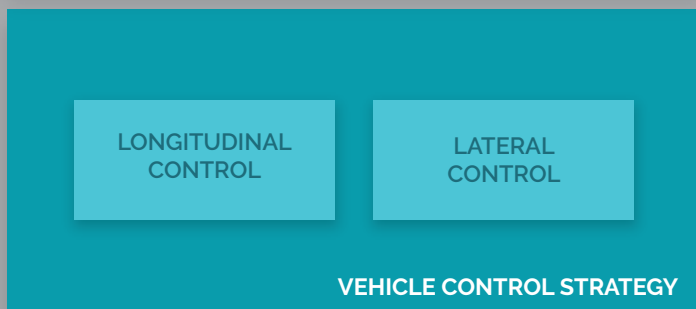 LONGITUDINAL
CONTROL
LATERAL
CONTROL
VEHICLE CONTROL STRATEGY